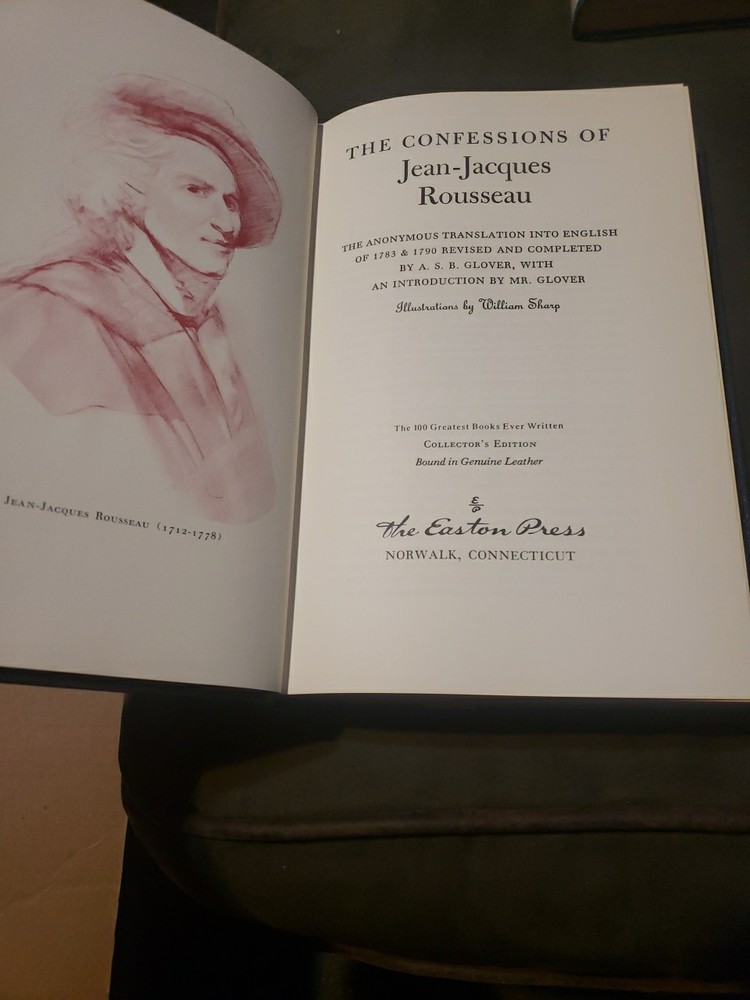 JEAN-JACQUES ROUSSEAU (1712-1778)
THE CONFESSIONS OF
Jean-Jacques
Rousseau
THE ANONYMOUS TRANSLATION INTO ENGLISH
OF 1783 & 1790 REVISED AND COMPLETED
BY A. S. B. GLOVER, WITH
AN INTRODUCTION BY MR. GLOVER
Illustrations by William Sharp
The 100 Greatest Books Ever Written
COLLECTOR'S EDITION
Bound in Genuine Leather
E
P
The Easton Press
NORWALK, CONNECTICUT